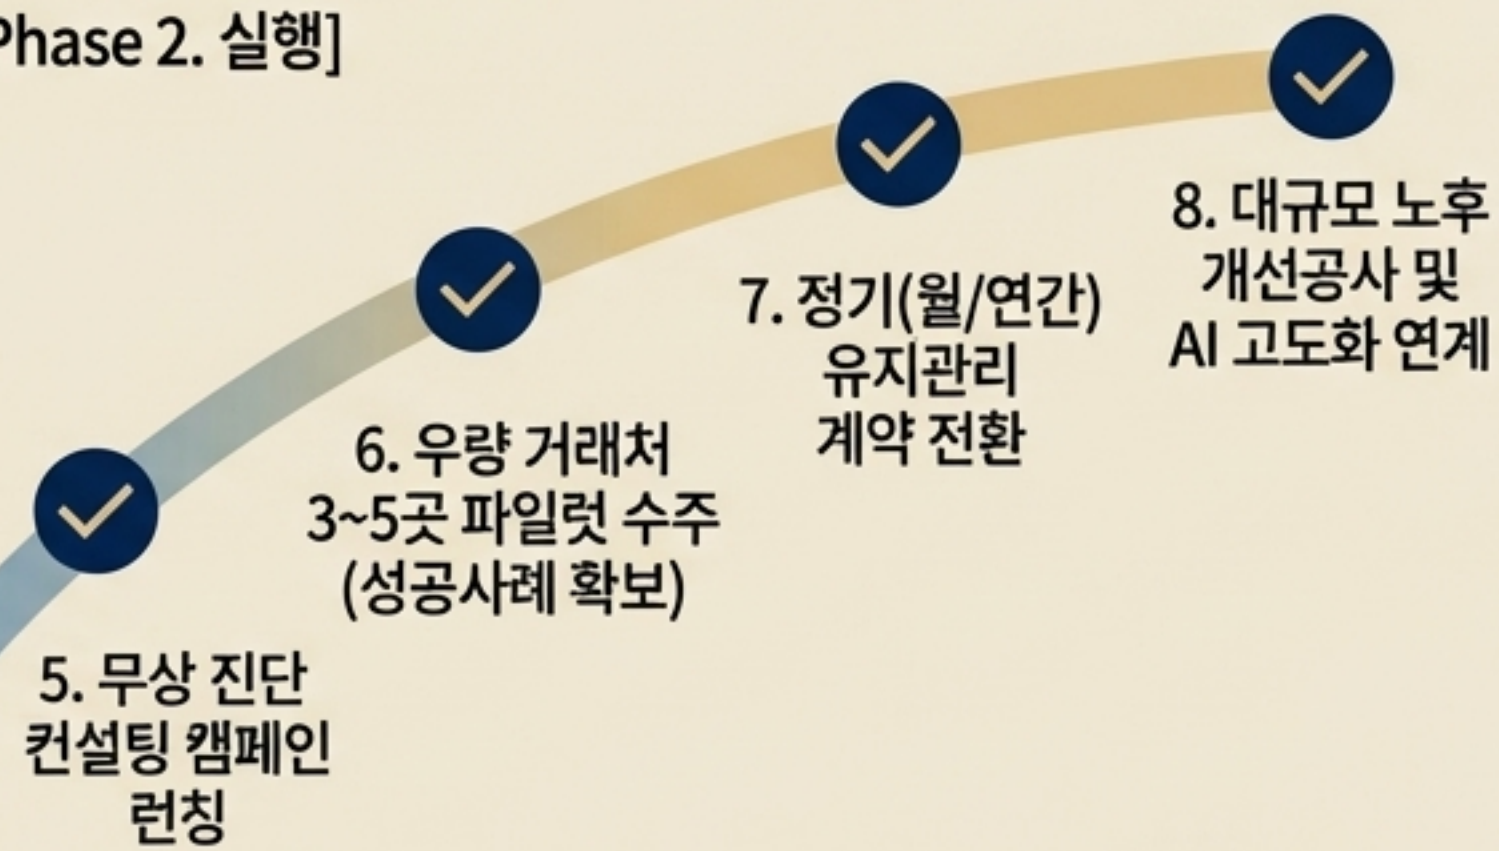 Phase 2. 실행]
5. 무상 진단
컨설팅 캠페인
런칭
6. 우량 거래처
3~5곳 파일럿 수주
(성공사례 확보)
7. 정기(월/연간)
유지관리
계약 전환
8. 대규모 노후
개선공사 및
AI 고도화 연계